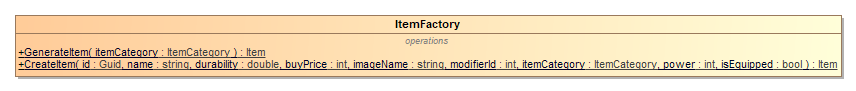 ItemFactory
operations
+GenerateItem( itemCategory : ItemCategory ) : Item
+CreateItem( id : Guid, name : string, durability : double, buyPrice : int, imageName : string, modifierId : int, itemCategory : ItemCategory, power : int, isEquipped : bool ) : Item